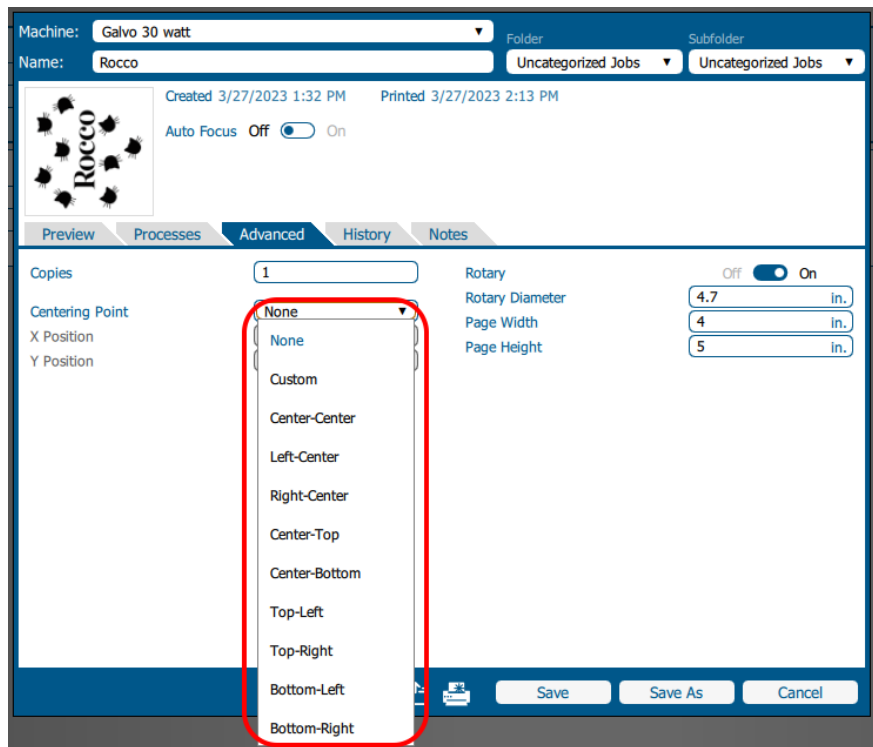 Machine: Galvo 30 watt
Folder
Subfolder
Name: Rocco
Uncategorized Jobs
Uncategorized Jobs
Rocco
Created 3/27/2023 1:32 PM Printed 3/27/2023 2:13 PM
Auto Focus Off On
Preview Processes Advanced History Notes
Copies 1
Centering Point None
X Position
Y Position
None
Custom
Center-Center
Left-Center
Right-Center
Center-Top
Center-Bottom
Top-Left
Top-Right
Bottom-Left
Bottom-Right
Rotary Off On
Rotary Diameter 4.7 in.
Page Width 4 in.
Page Height 5 in.
Save Save As Cancel